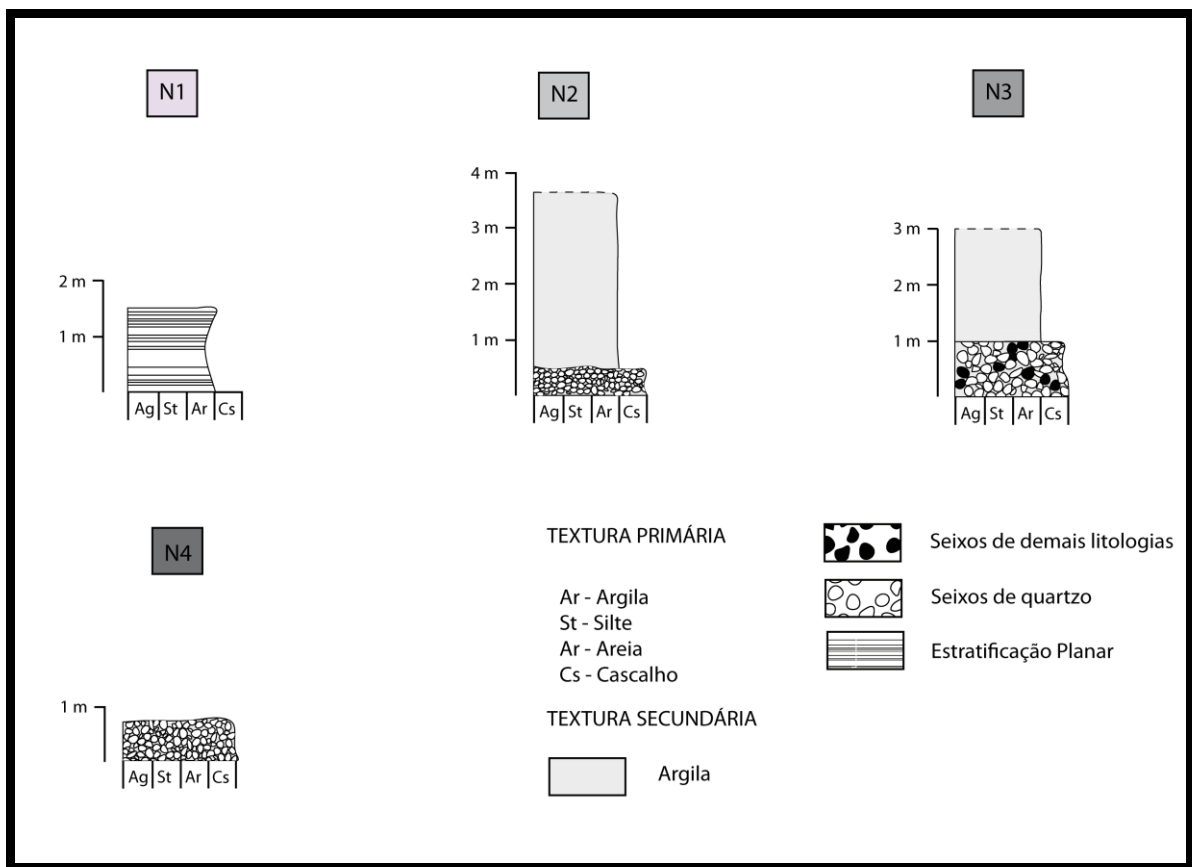 N1
2 m
1 m
Ag St Ar Cs
N2
4 m
3 m
2 m
1 m
Ag St Ar Cs
N3
3 m
2 m
1 m
Ag St Ar Cs
N4
1 m
Ag St Ar Cs
TEXTURA PRIMÁRIA
Ar - Argila
St - Silte
Ar - Areia
Cs - Cascalho
TEXTURA SECUNDÁRIA
Argila
Seixos de demais litologias
Seixos de quartzo
Estratificação Planar